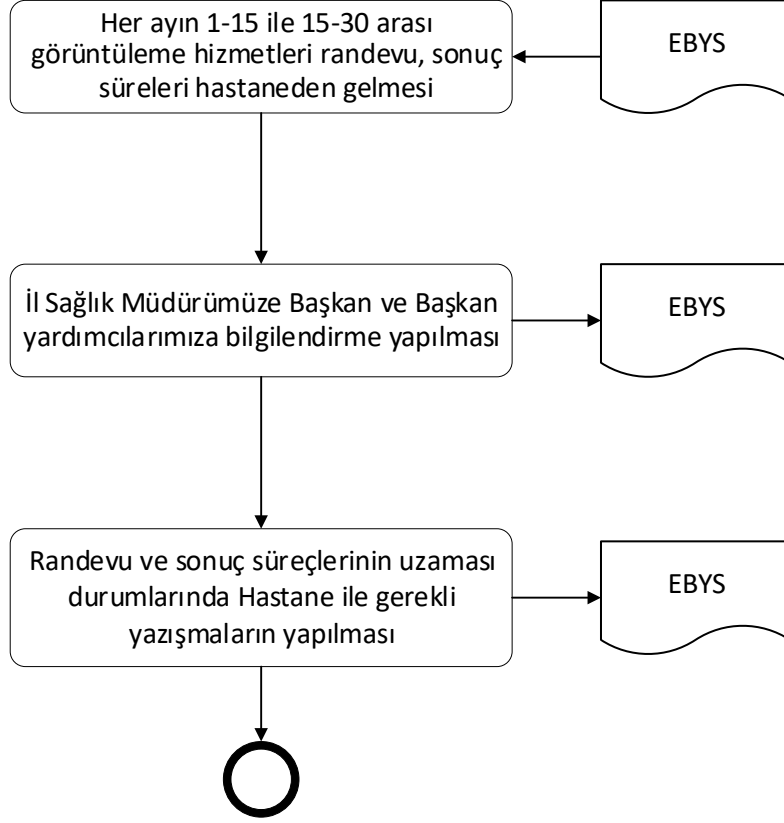 Her ayın 1-15 ile 15-30 arası
görüntüleme hizmetleri randevu, sonuç
süreleri hastaneden gelmesi
EBYS
İl Sağlık Müdürümüze Başkan ve Başkan
yardımcılarımıza bilgilendirme yapılması
EBYS
Randevu ve sonuç süreçlerinin uzaması
durumlarında Hastane ile gerekli
yazışmaların yapılması
EBYS